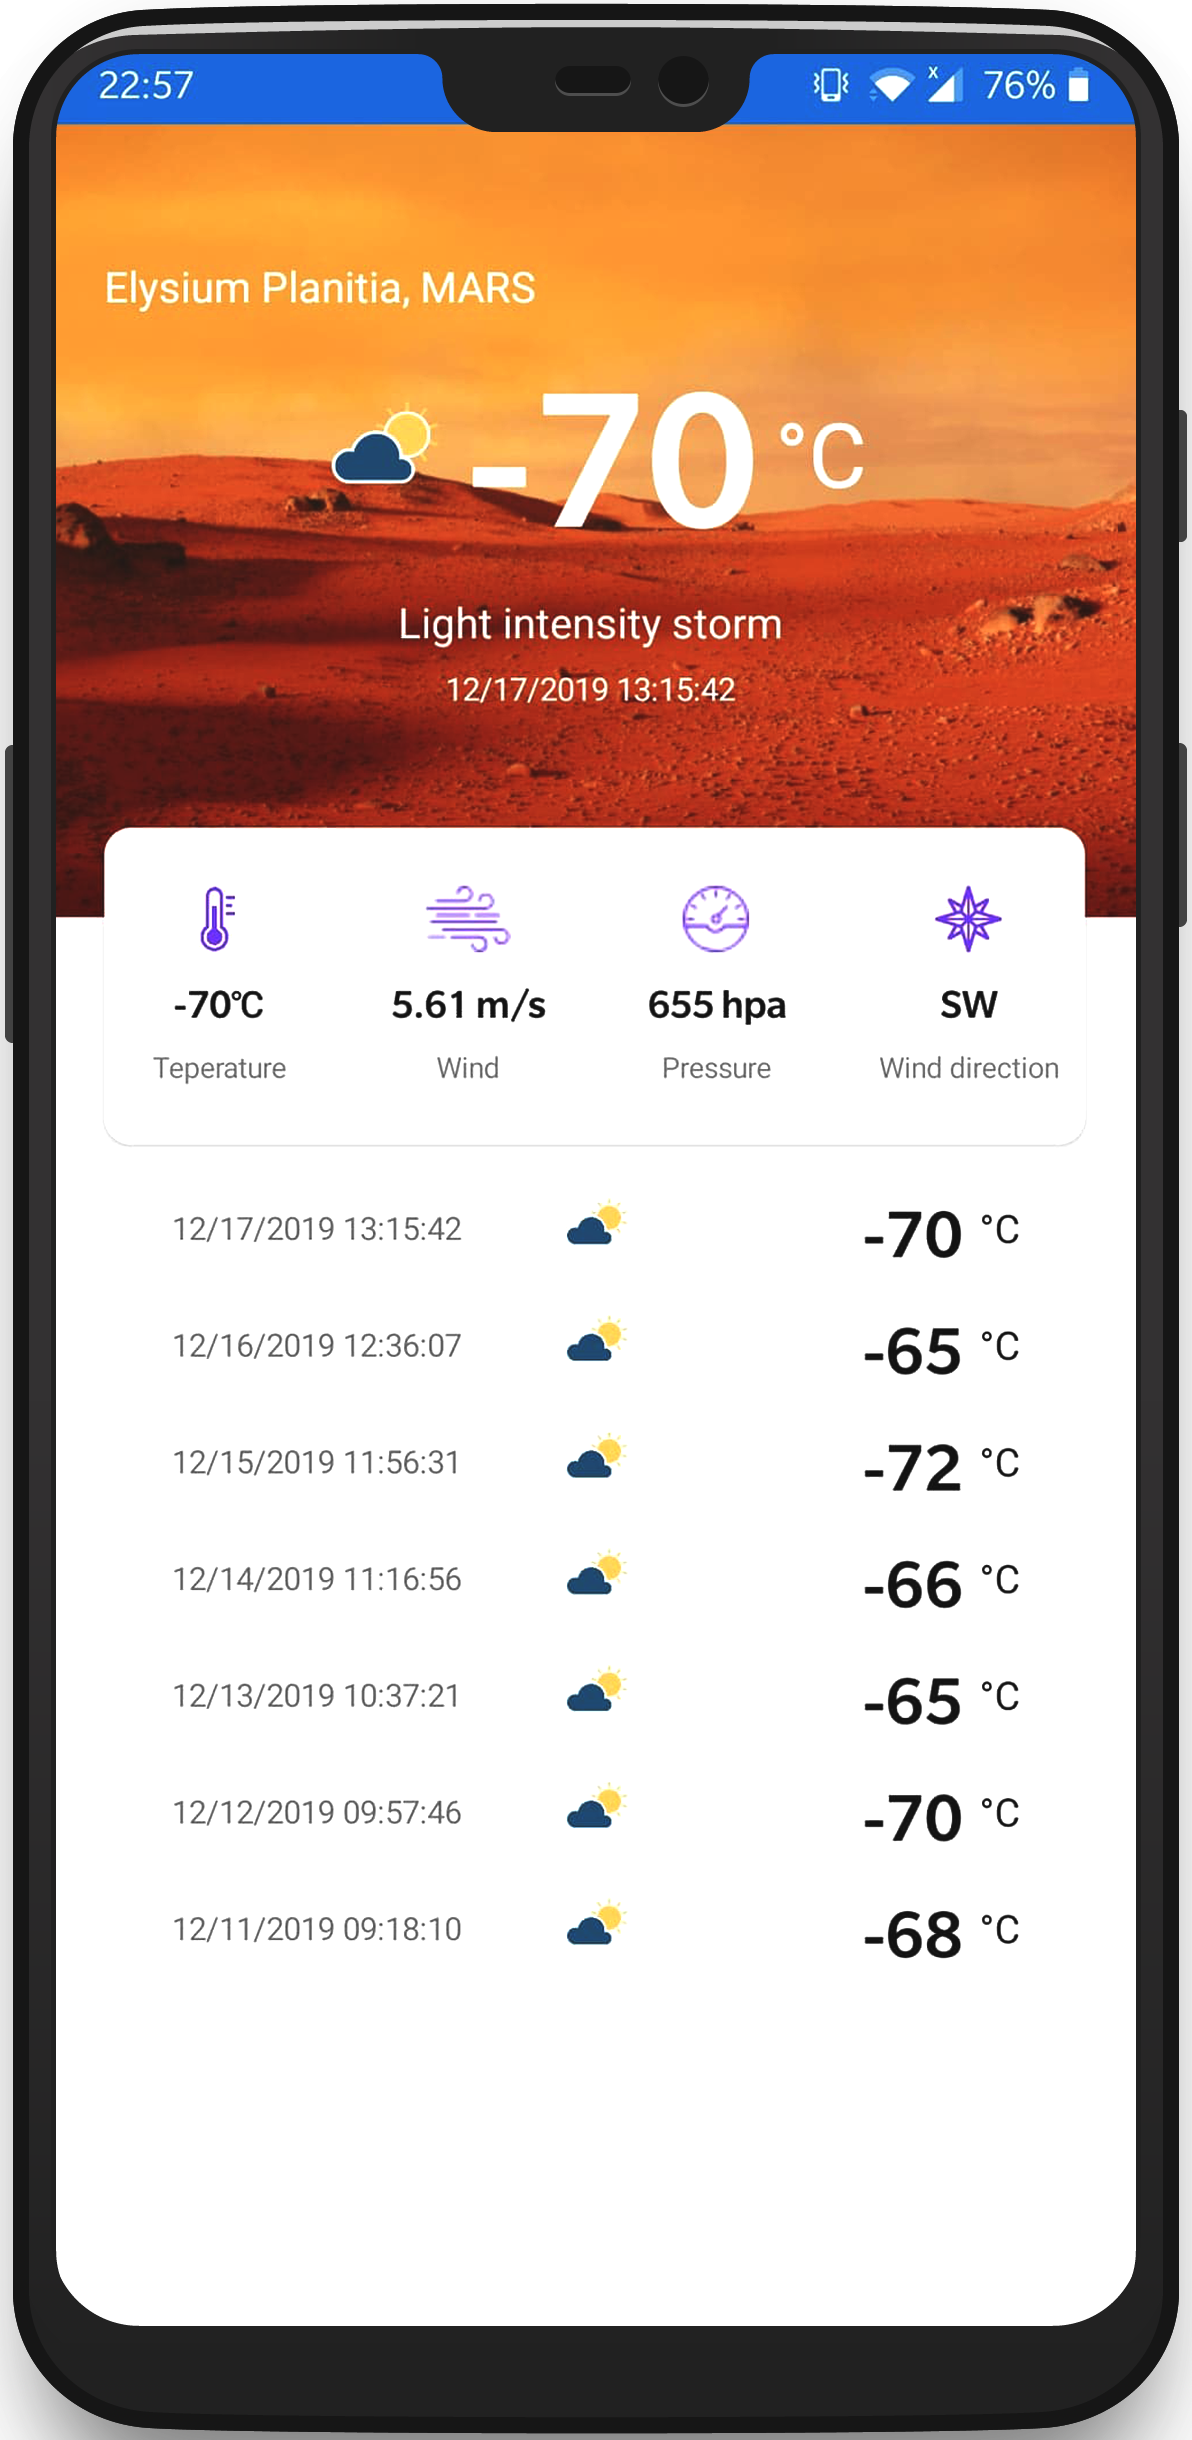 22:57 x 76%
Elysium Planitia, MARS
-70 °C
Light intensity storm
12/17/2019 13:15:42
-70°C 5.61 m/s 655 hpa SW
Teperature Wind Pressure Wind direction
12/17/2019 13:15:42 -70 °C
12/16/2019 12:36:07 -65 °C
12/15/2019 11:56:31 -72 °C
12/14/2019 11:16:56 -66 °C
12/13/2019 10:37:21 -65 °C
12/12/2019 09:57:46 -70 °C
12/11/2019 09:18:10 -68 °C